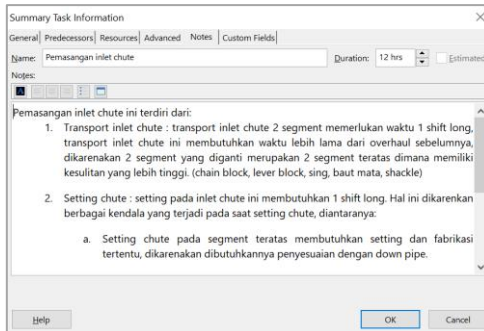 Summary Task Information
General Predecessors Resources Advanced Notes Custom Fields
Name: Pemasangan inlet chute Duration: 12 hrs Estimated
Notes:
Pemasangan inlet chute ini terdiri dari:
1. Transport inlet chute : transport inlet chute 2 segment memerlukan waktu 1 shift long,
transport inlet chute ini membutuhkan waktu lebih lama dari overhaul sebelumnya,
dikarenakan 2 segment yang diganti merupakan 2 segment teratas dimana memiliki
kesulitan yang lebih tinggi. (chain block, lever block, sing, baut mata, shackle)
2. Setting chute : setting pada inlet chute ini membutuhkan 1 shift long. Hal ini dikarenkan
berbagai kendala yang terjadi pada saat setting chute, diantaranya:
a. Setting chute pada segment teratas membutuhkan setting dan fabrikasi
tertentu, dikarenakan dibutuhkannya penyesuaian dengan down pipe.
Help OK Cancel